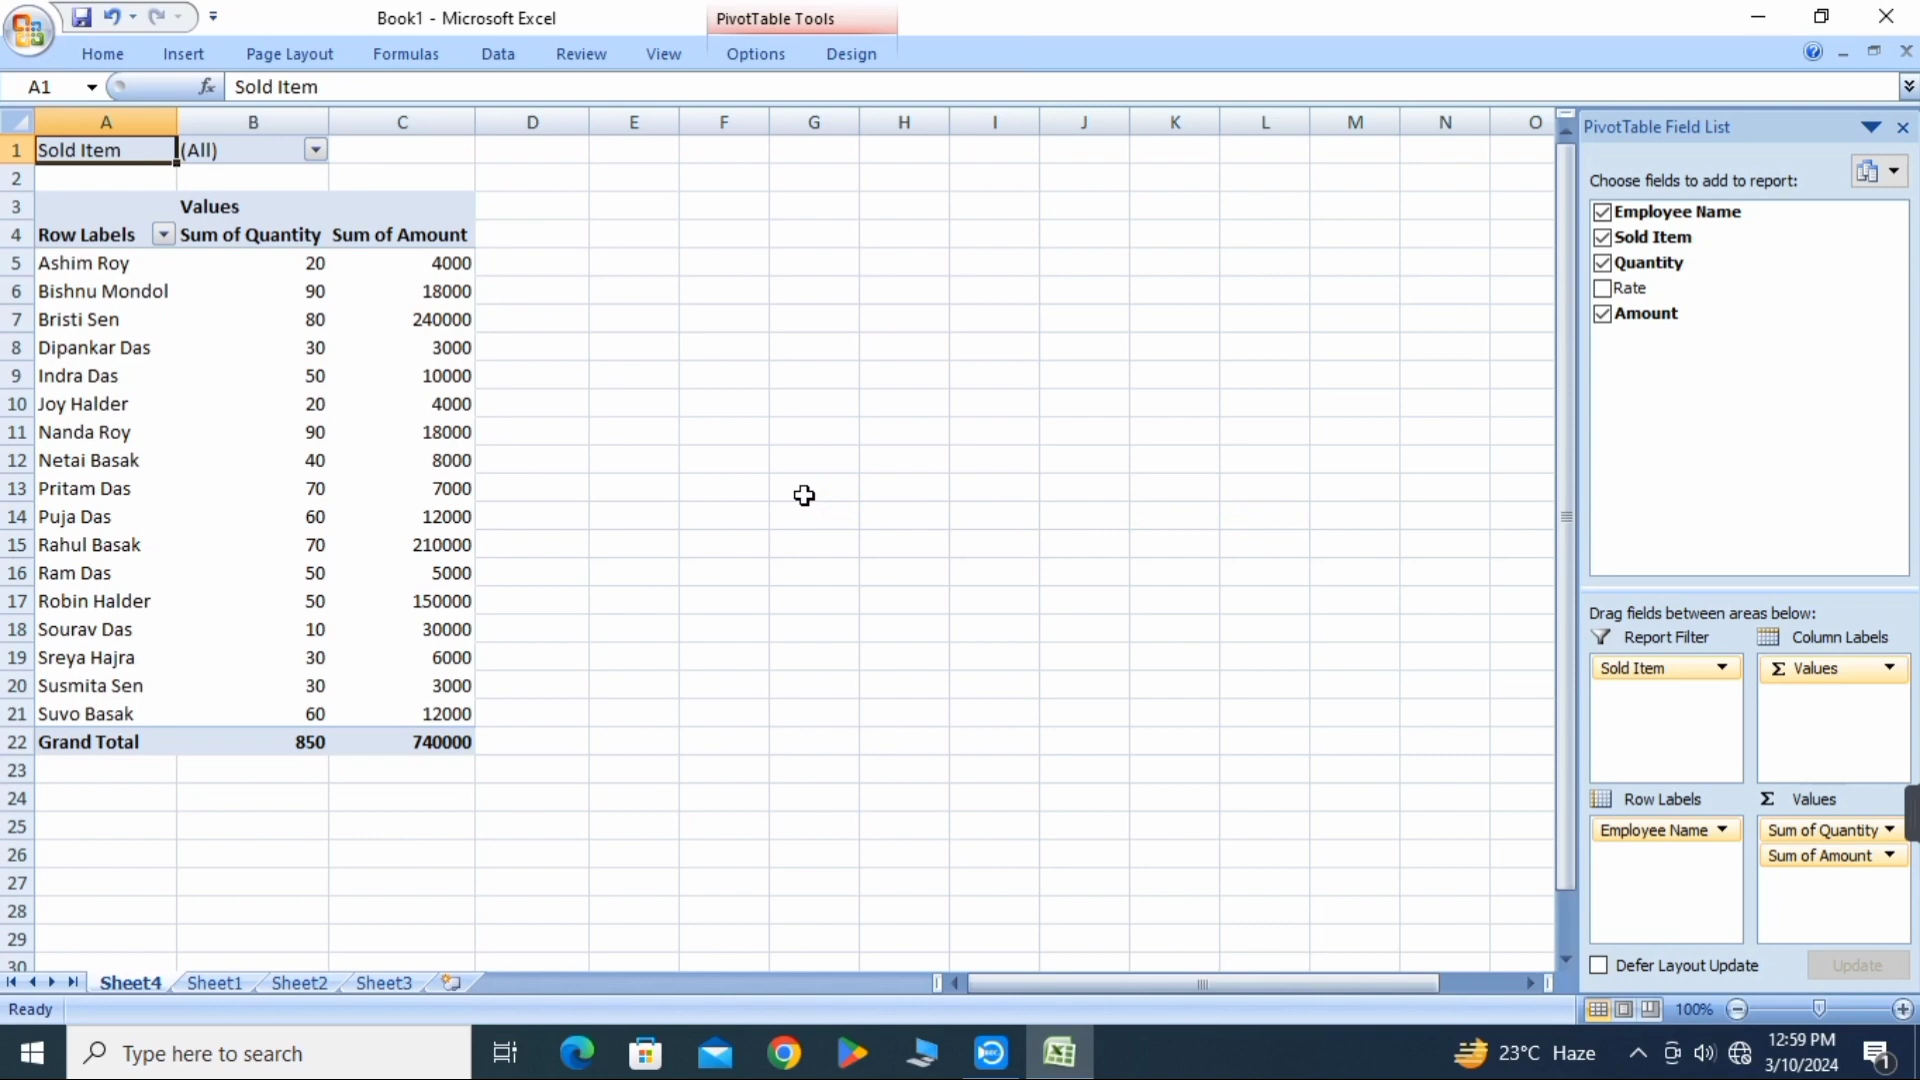 Book1 - Microsoft Excel
PivotTable Tools
Home Insert Page Layout Formulas Data Review View Options Design
A1 fx Sold Item
A B C D E F G H I J K L M N O
1 Sold Item (All)
2
3 Values
4 Row Labels Sum of Quantity Sum of Amount
5 Ashim Roy 20 4000
6 Bishnu Mondol 90 18000
7 Bristi Sen 80 240000
8 Dipankar Das 30 3000
9 Indra Das 50 10000
10 Joy Halder 20 4000
11 Nanda Roy 90 18000
12 Netai Basak 40 8000
13 Pritam Das 70 7000
14 Puja Das 60 12000
15 Rahul Basak 70 210000
16 Ram Das 50 5000
17 Robin Halder 50 150000
18 Sourav Das 10 30000
19 Sreya Hajra 30 6000
20 Susmita Sen 30 3000
21 Suvo Basak 60 12000
22 Grand Total 850 740000
23
24
25
26
27
28
29
30
Sheet4 Sheet1 Sheet2 Sheet3
Ready
PivotTable Field List
Choose fields to add to report:
Employee Name
Sold Item
Quantity
Rate
Amount
Drag fields between areas below:
Report Filter Column Labels
Sold Item Σ Values
Row Labels Σ Values
Employee Name Sum of Quantity
Sum of Amount
Defer Layout Update Update
100%
Type here to search
23°C Haze
12:59 PM
3/10/2024
1